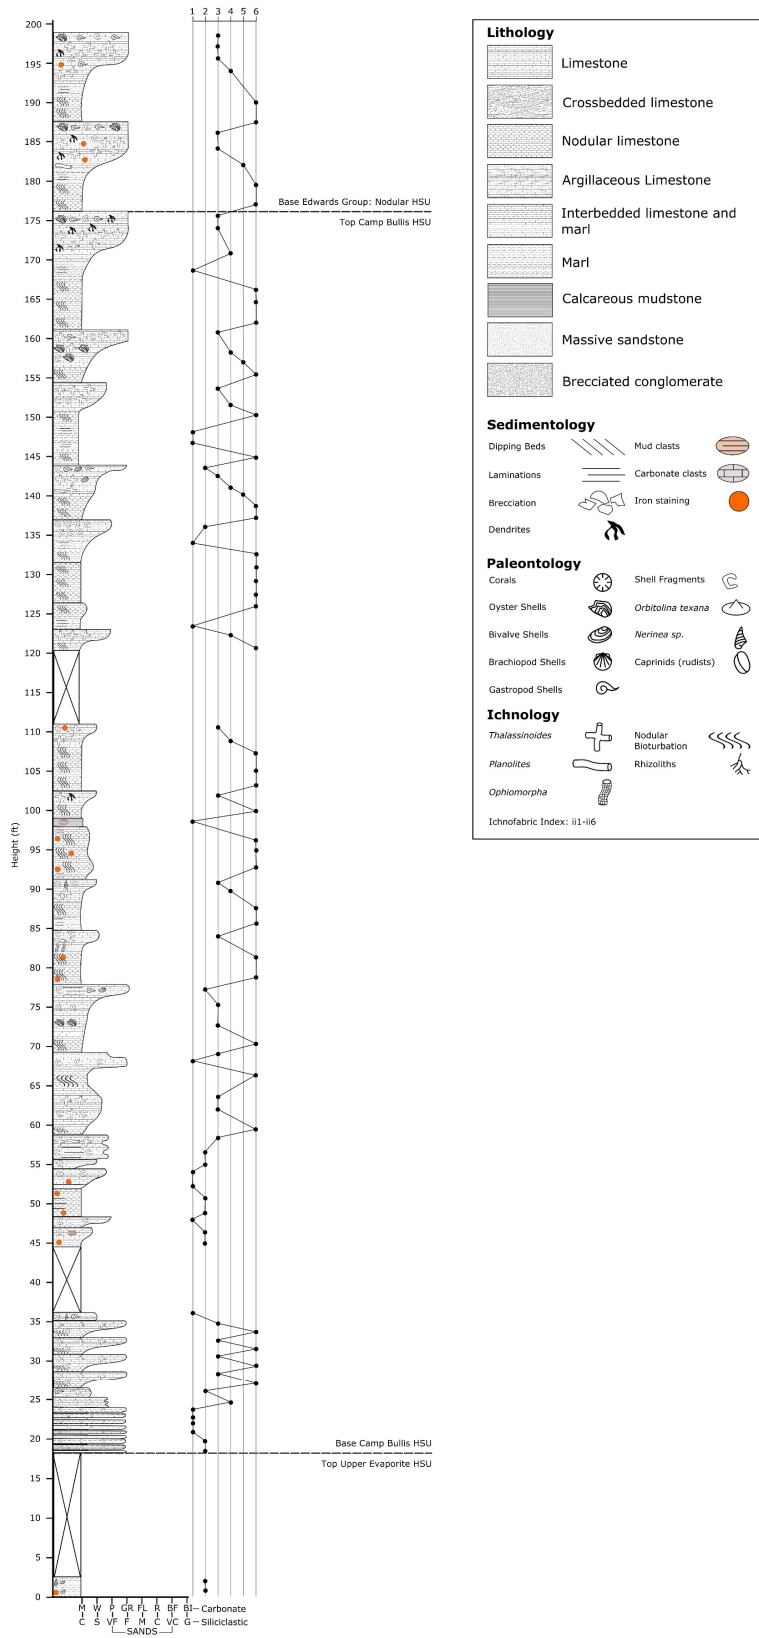 1 2 3 4 5 6
200
195
190
185
180
175
170
165
160
155
150
145
140
135
130
125
120
115
110
105
100
95
90
85
80
75
70
65
60
55
50
45
40
35
30
25
20
15
10
5
0
Height (ft)
Base Edwards Group: Nodular HSU
Top Camp Bullis HSU
Base Camp Bullis HSU
Top Upper Evaporite HSU
M W P GR FL R BF BI Carbonate
C S VF F M C VC G Siliciclastic
SANDS
Lithology
Limestone
Crossbedded limestone
Nodular limestone
Argillaceous Limestone
Interbedded limestone and
marl
Marl
Calcareous mudstone
Massive sandstone
Brecciated conglomerate
Sedimentology
Dipping Beds Mud clasts
Laminations Carbonate clasts
Brecciation Iron staining
Dendrites
Paleontology
Corals Shell Fragments
Oyster Shells Orbitolina texana
Bivalve Shells Nerinea sp.
Brachiopod Shells Caprinids (rudists)
Gastropod Shells
Ichnology
Thalassinoides Nodular
Bioturbation
Planolites Rhizoliths
Ophiomorpha
Ichnofabric Index: ii1-ii6